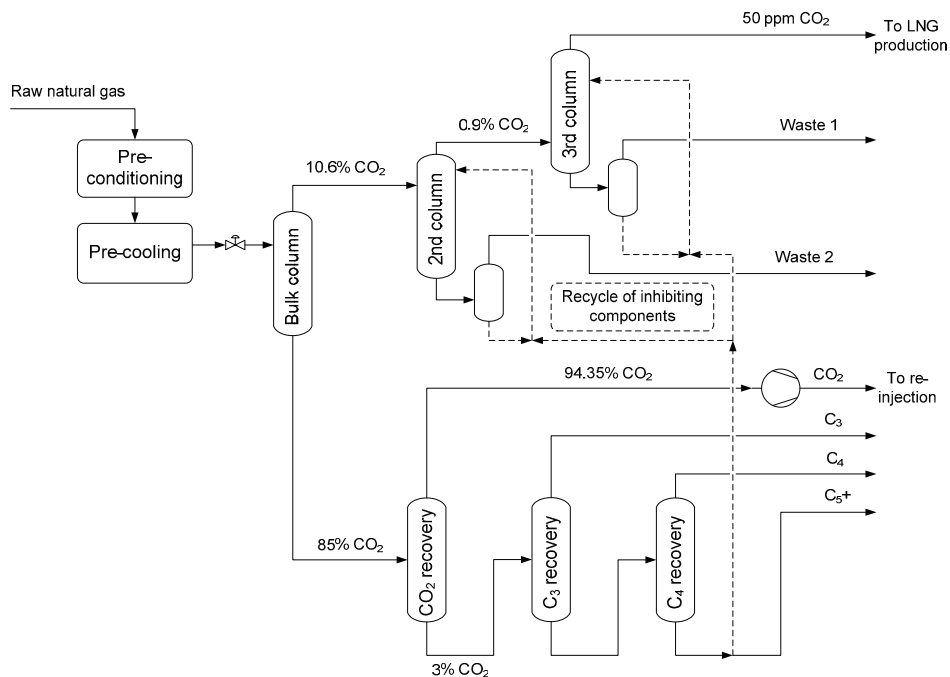 50 ppm CO₂
To LNG
production
Raw natural gas
3rd column
0.9% CO₂
Waste 1
Pre-
conditioning
10.6% CO₂
2nd column
Pre-cooling
Bulk column
Waste 2
Recycle of inhibiting
components
94.35% CO₂
CO₂
To re-
injection
C₃
C₄
C₅+
85% CO₂
CO₂ recovery
C₃ recovery
C₄ recovery
3% CO₂